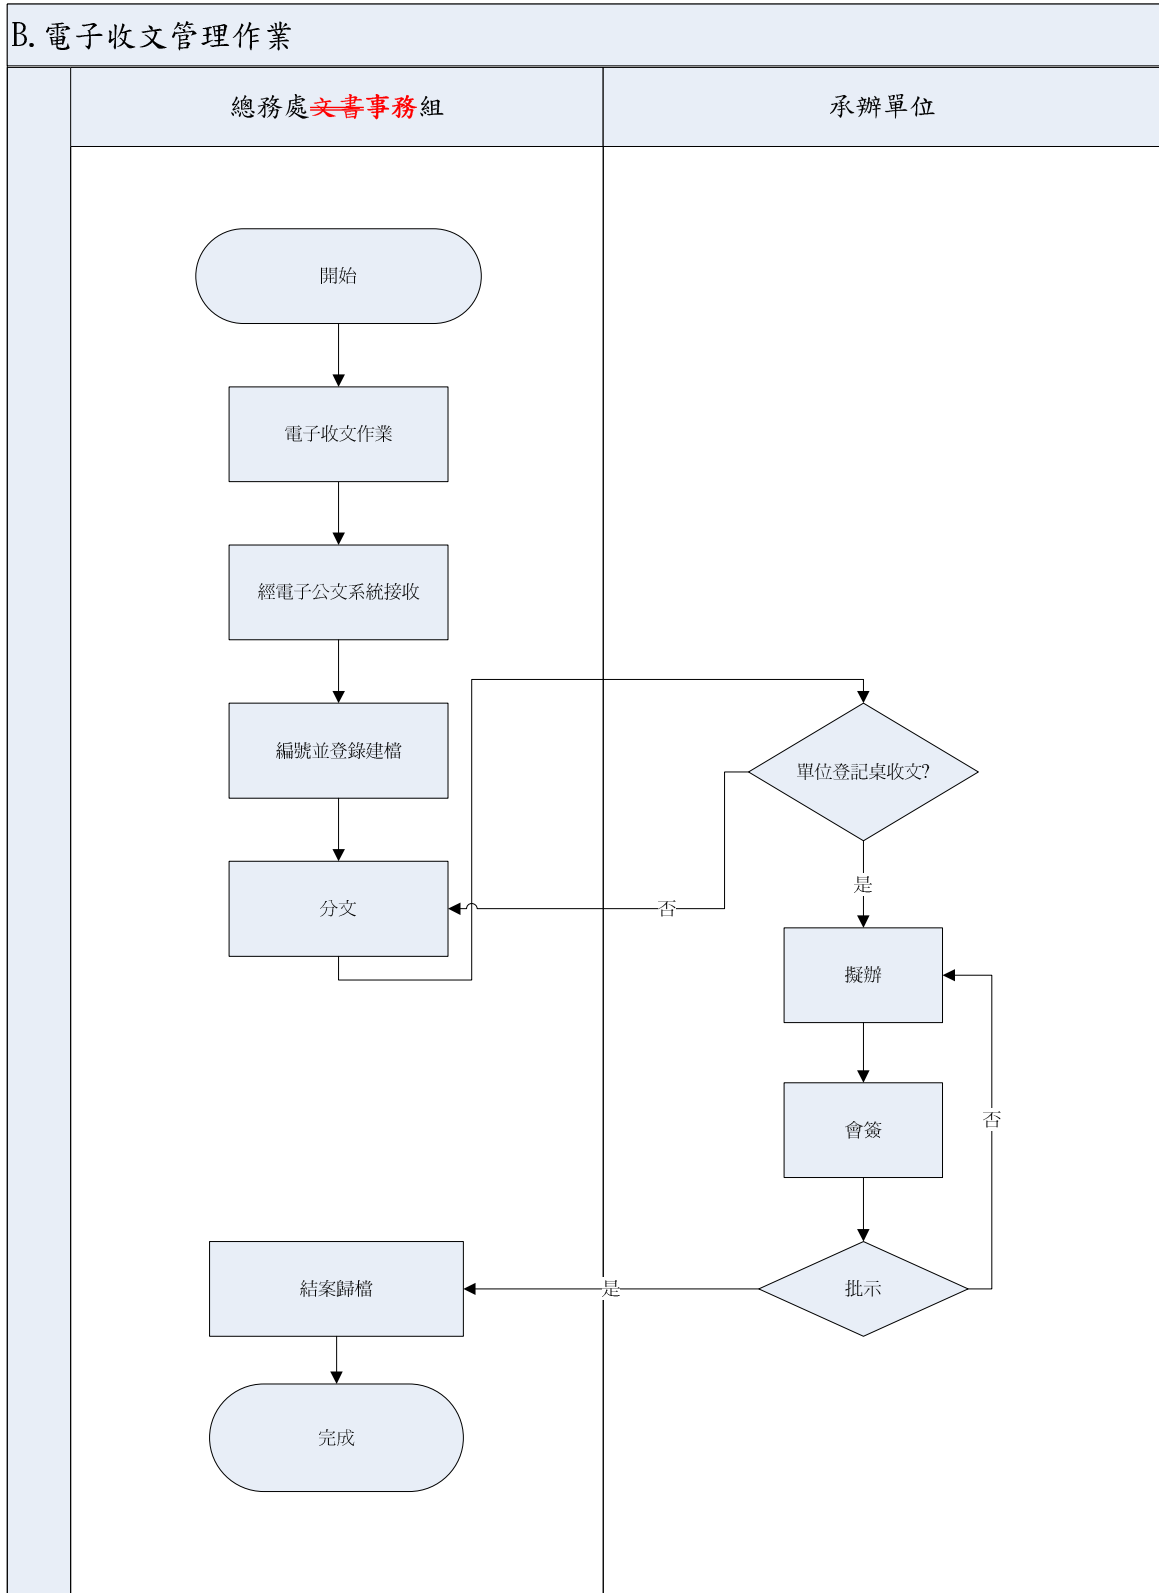 B.電子收文管理作業
總務處文書事務組
承辦單位
開始
電子收文作業
經電子公文系統接收
編號並登錄建檔
單位登記桌收文?
是
分文
否
擬辦
會簽
否
批示
是
結案歸檔
完成